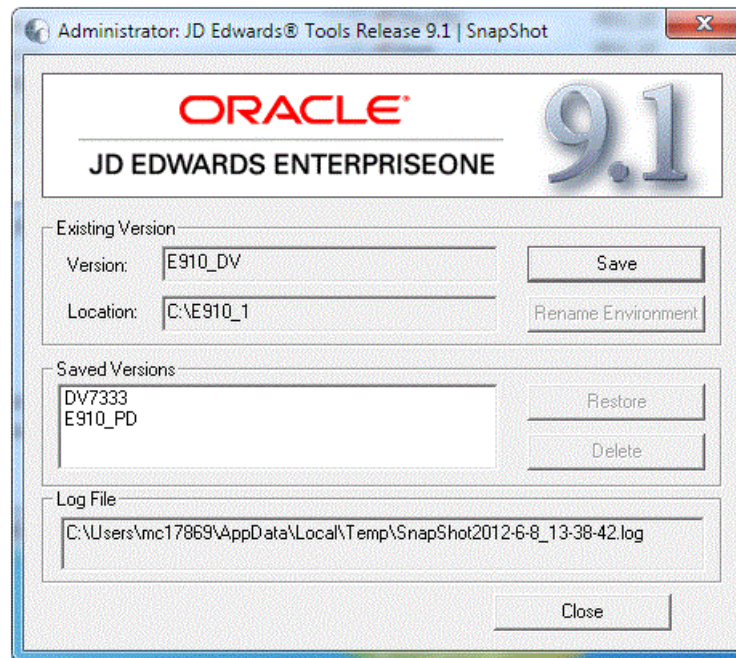 Administrator: JD Edwards® Tools Release 9.1 | SnapShot
ORACLE®
JD EDWARDS ENTERPRISEONE
9.1
Existing Version
Version: E910_DV
Save
Location: C:\E910_1
Rename Environment
Saved Versions
DV7333
E910_PD
Restore
Delete
Log File
C:\Users\mc17869\AppData\Local\Temp\SnapShot2012-6-8_13-38-42.log
Close